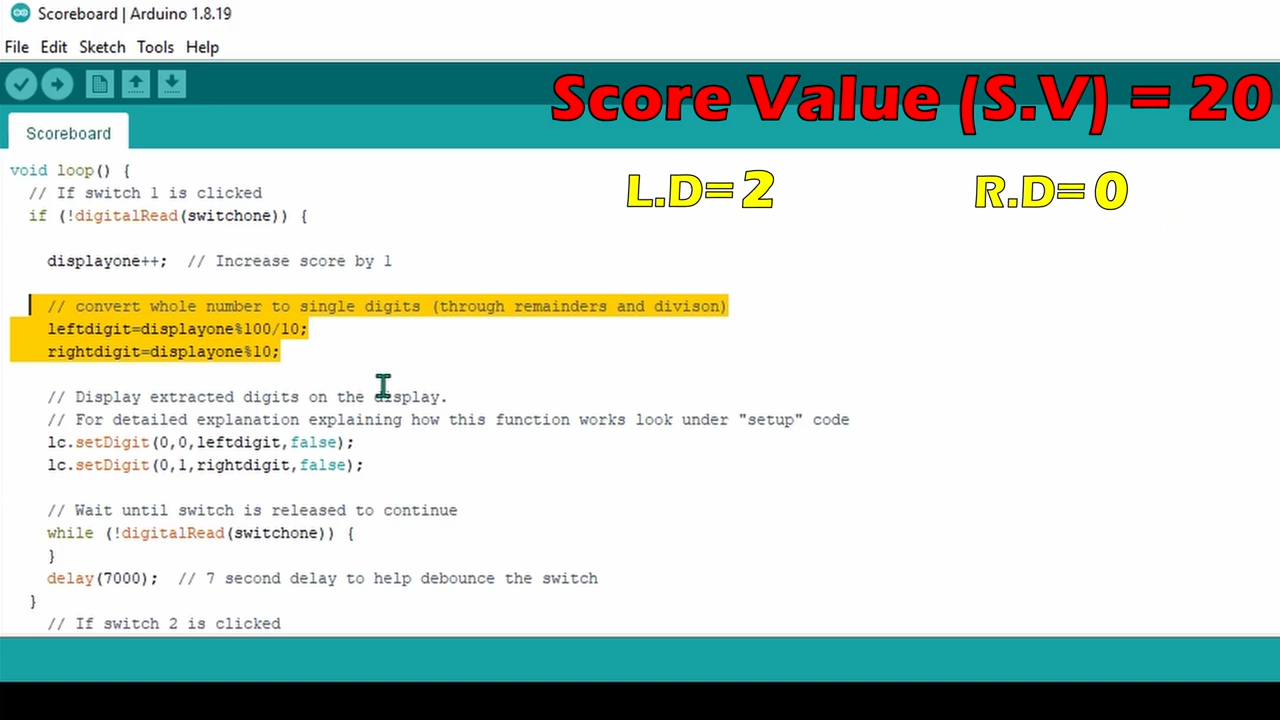 Scoreboard | Arduino 1.8.19
File Edit Sketch Tools Help
Score Value (S.V) = 20
Scoreboard
L.D= 2
R.D= 0
void loop() {
// If switch 1 is clicked
if (!digitalRead(switchone)) {
displayone++; // Increase score by 1
// convert whole number to single digits (through remainders and divison)
leftdigit=displayone%100/10;
rightdigit=displayone%10;
// Display extracted digits on the display.
// For detailed explanation explaining how this function works look under "setup" code
lc.setDigit(0,0,leftdigit,false);
lc.setDigit(0,1,rightdigit,false);
// Wait until switch is released to continue
while (!digitalRead(switchone)) {
}
delay(7000); // 7 second delay to help debounce the switch
}
// If switch 2 is clicked